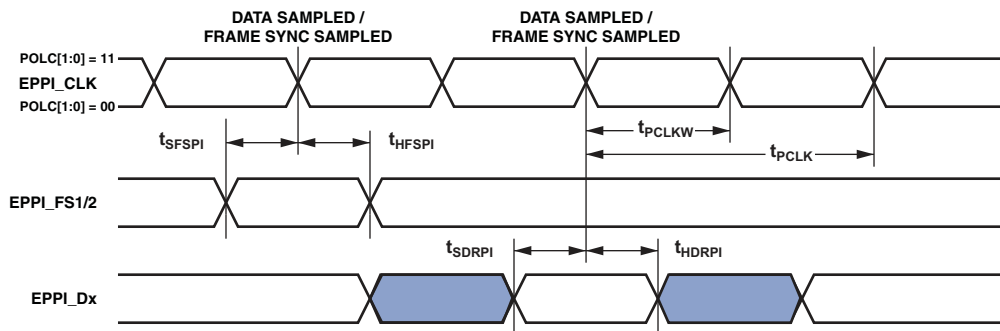 DATA SAMPLED /
FRAME SYNC SAMPLED
DATA SAMPLED /
FRAME SYNC SAMPLED
POLC[1:0] = 11
EPPI_CLK
POLC[1:0] = 00
tSFSPI
tHFSPI
tPCLKW
tPCLK
EPPI_FS1/2
tSDRPI
tHDRPI
EPPI_Dx